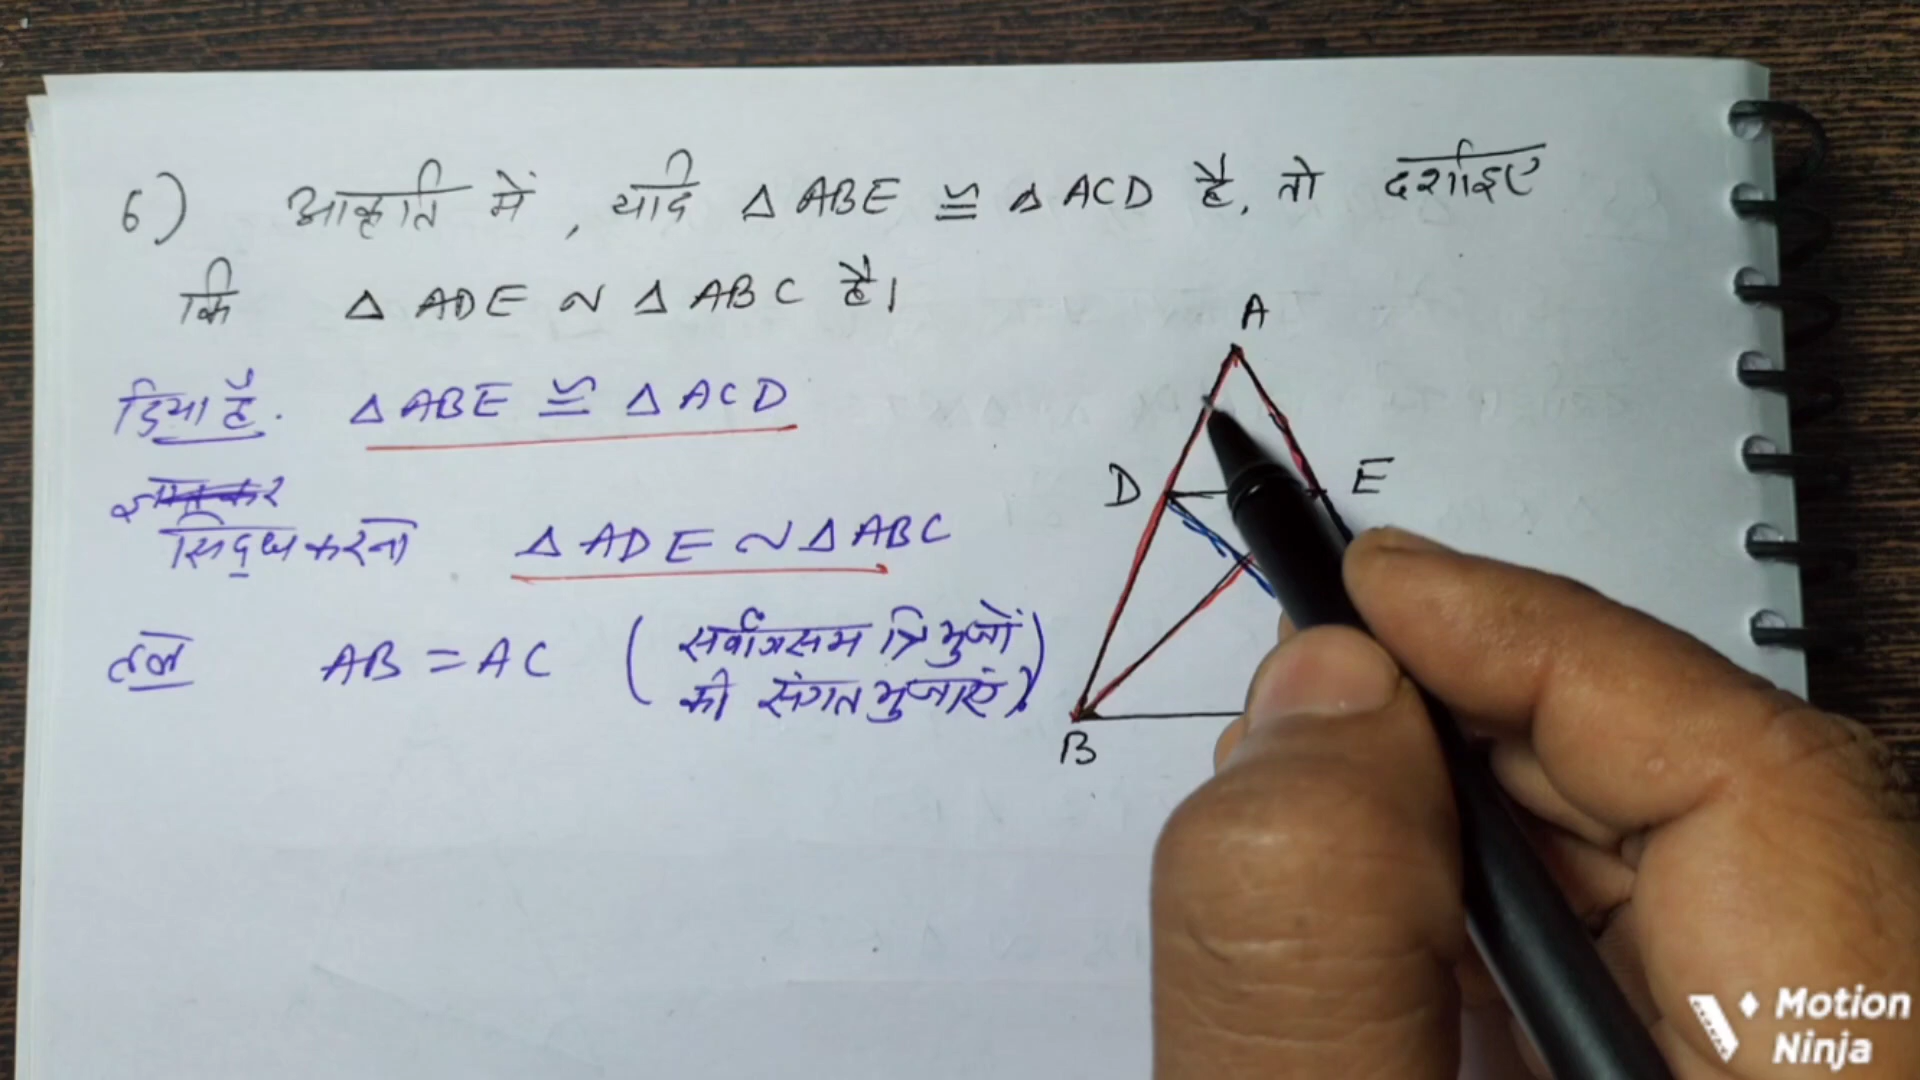 6) आकृति में, यदि △ ABE ≌ △ ACD है, तो दर्शाइए
कि △ ADE ~ △ ABC है।
दिया है. △ ABE ≌ △ ACD
सिद्ध करना △ ADE ~ △ ABC
हल AB = AC (सर्वांगसम त्रिभुजों
की संगत भुजाएं)
A
D E
B
Motion
Ninja